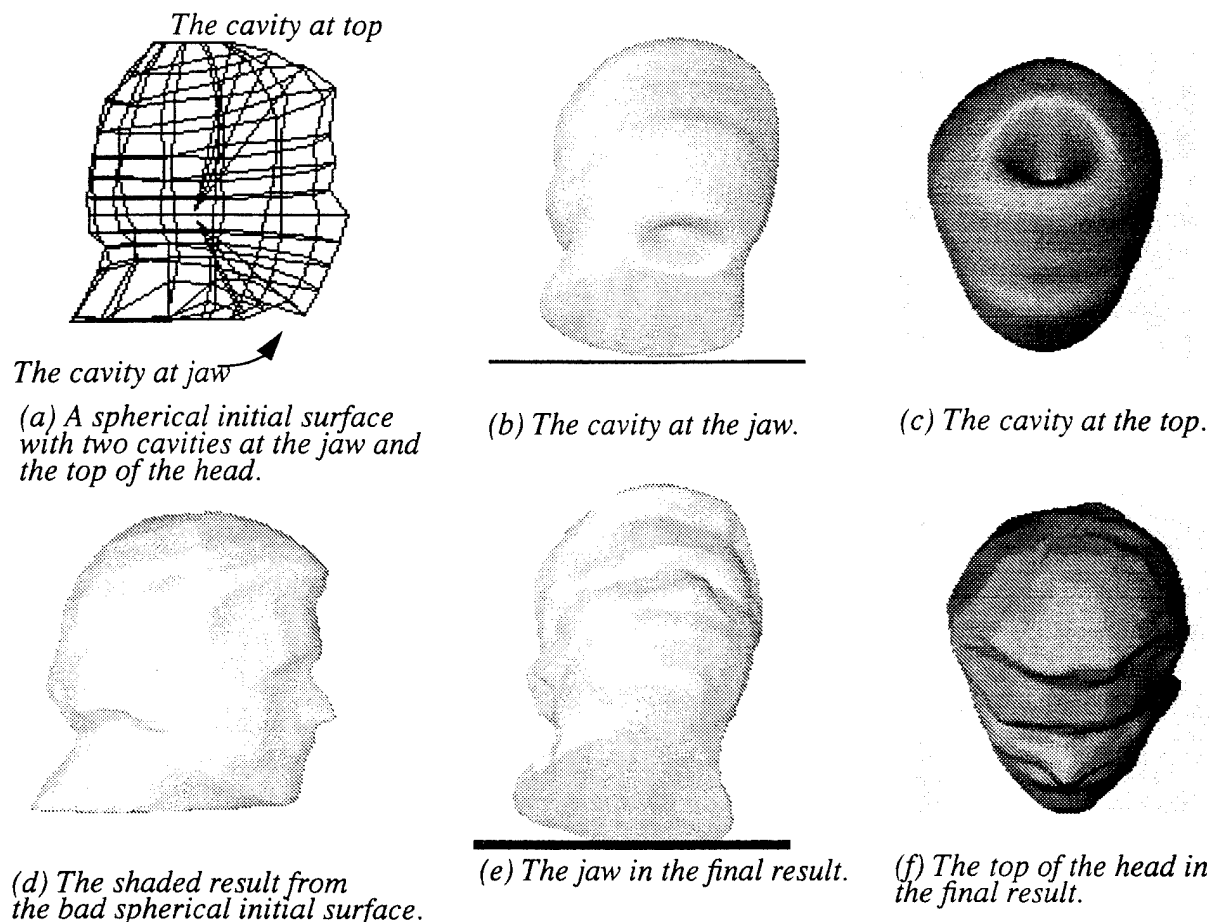 The cavity at top
The cavity at jaw
(a) A spherical initial surface
with two cavities at the jaw and
the top of the head.
(b) The cavity at the jaw.
(c) The cavity at the top.
(d) The shaded result from
the bad spherical initial surface.
(e) The jaw in the final result.
(f) The top of the head in
the final result.